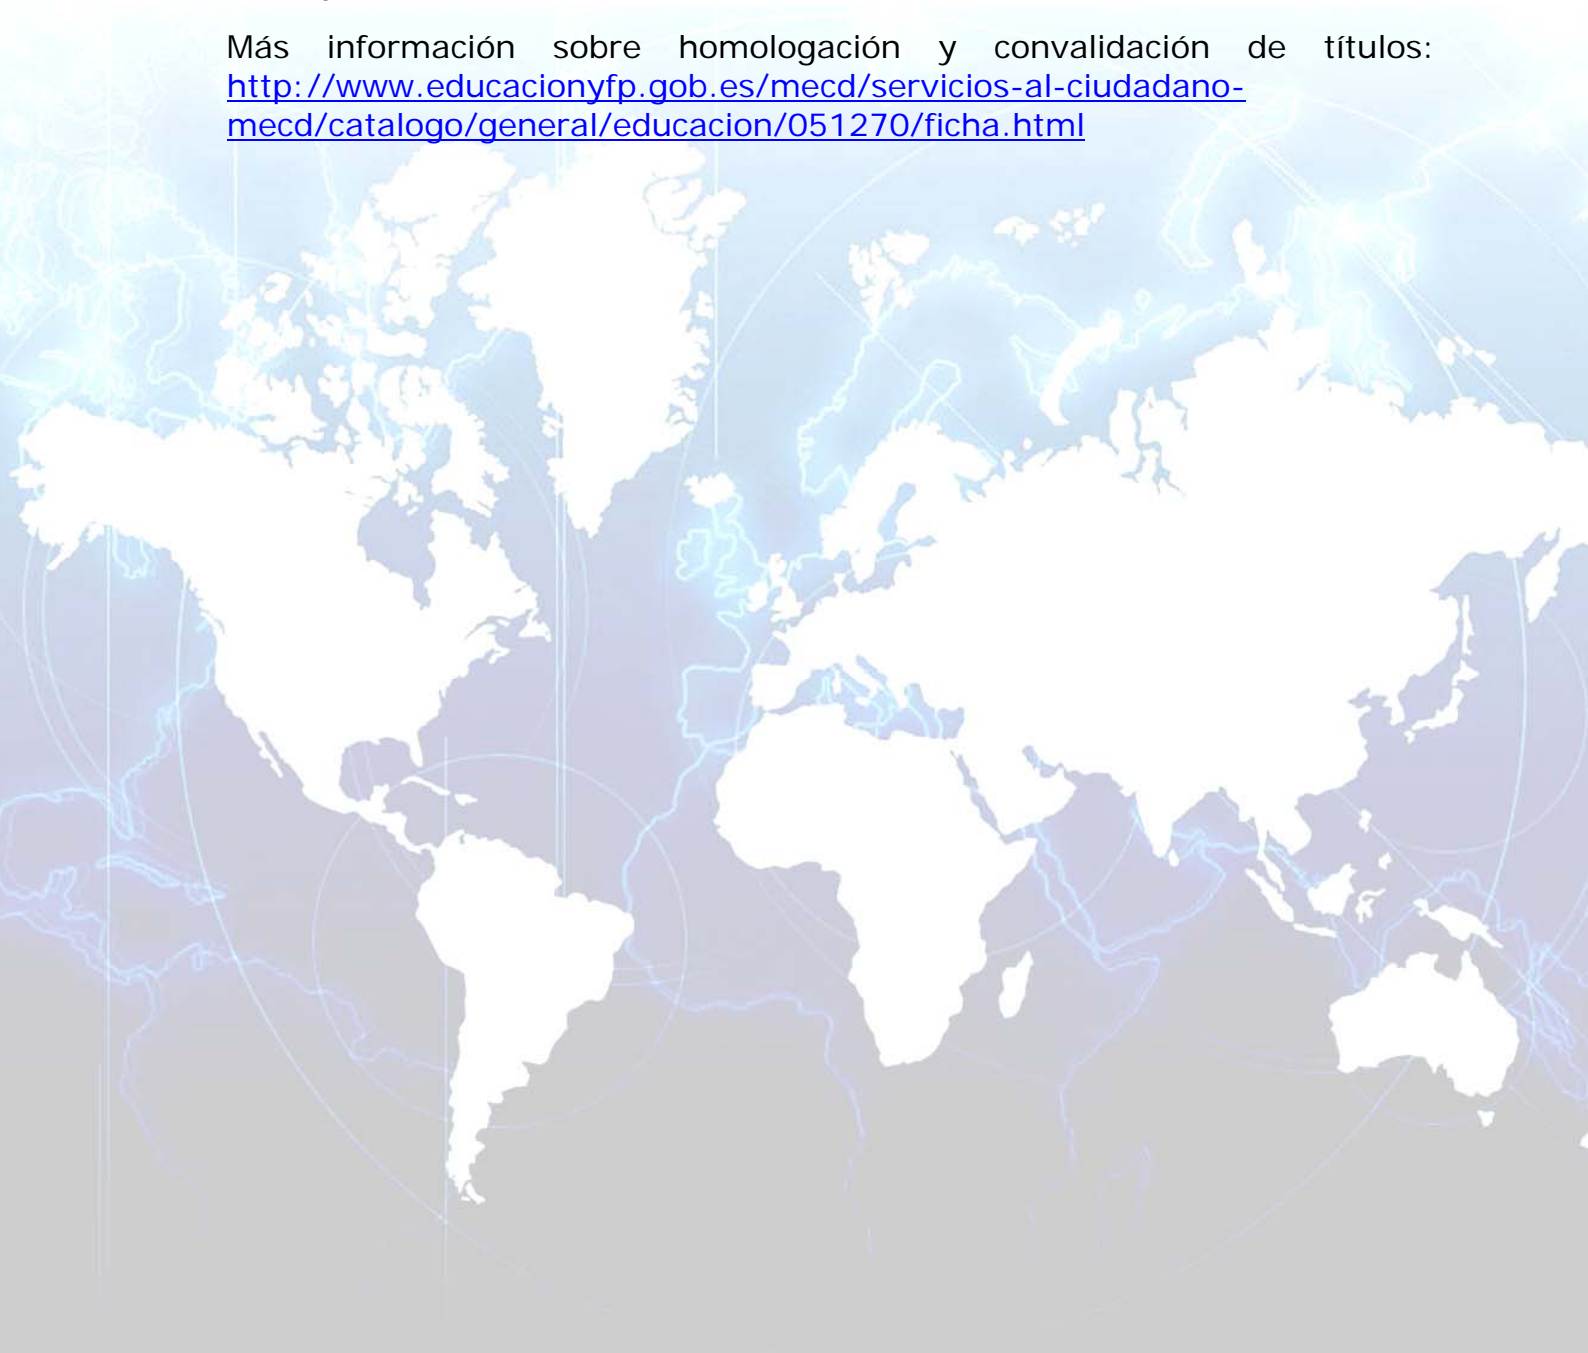 Más información sobre homologación y convalidación de títulos:
http://www.educacionyfp.gob.es/mecd/servicios-al-ciudadano-
mecd/catalogo/general/educacion/051270/ficha.html